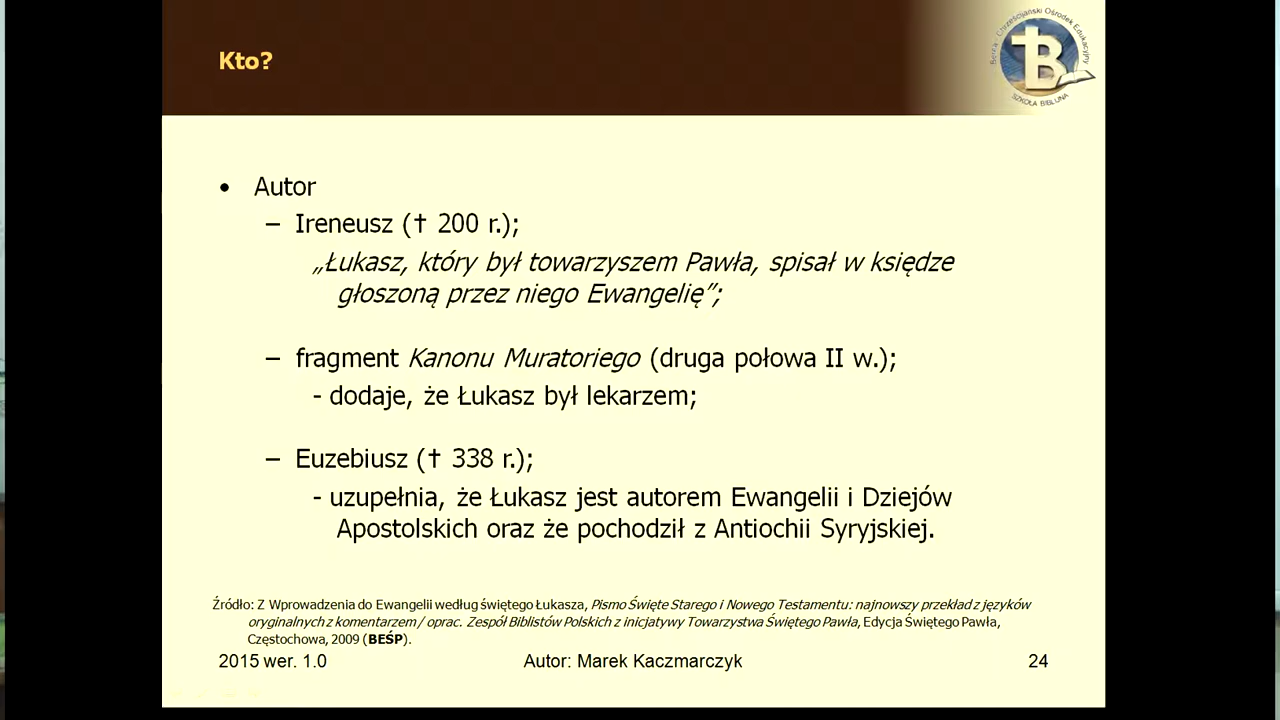 Kto?
Berea - Chrześcijański Ośrodek Edukacyjny
SZKOŁA BIBLIJNA
• Autor
– Ireneusz († 200 r.);
„Łukasz, który był towarzyszem Pawła, spisał w księdze
głoszoną przez niego Ewangelię”;
– fragment Kanonu Muratoriego (druga połowa II w.);
- dodaje, że Łukasz był lekarzem;
– Euzebiusz († 338 r.);
- uzupełnia, że Łukasz jest autorem Ewangelii i Dziejów
Apostolskich oraz że pochodził z Antiochii Syryjskiej.
Źródło: Z Wprowadzenia do Ewangelii według świętego Łukasza, Pismo Święte Starego i Nowego Testamentu: najnowszy przekład z języków
oryginalnych z komentarzem / oprac. Zespół Biblistów Polskich z inicjatywy Towarzystwa Świętego Pawła, Edycja Świętego Pawła,
Częstochowa, 2009 (BEŚP).
2015 wer. 1.0
Autor: Marek Kaczmarczyk
24